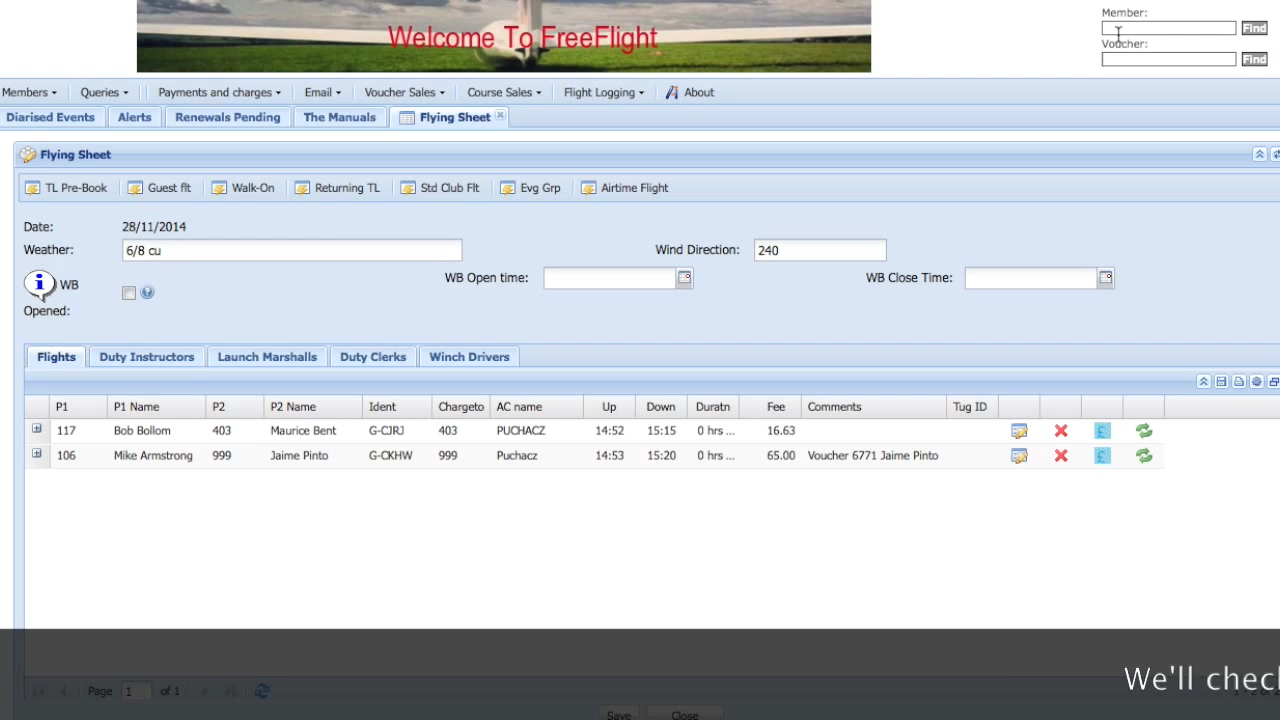 Member:
Welcome To FreeFlight
Find
Voucher:
Find
Members Queries Payments and charges Email Voucher Sales Course Sales Flight Logging About
Diarised Events Alerts Renewals Pending The Manuals Flying Sheet
Flying Sheet
TL Pre-Book Guest flt Walk-On Returning TL Std Club Flt Evg Grp Airtime Flight
Date: 28/11/2014
Weather: 6/8 cu Wind Direction: 240
WB Open time: WB Close Time:
WB
Opened:
Flights Duty Instructors Launch Marshalls Duty Clerks Winch Drivers
P1 P1 Name P2 P2 Name Ident Chargeto AC name Up Down Duratn Fee Comments Tug ID
117 Bob Bollom 403 Maurice Bent G-CJRJ 403 PUCHACZ 14:52 15:15 0 hrs ... 16.63
106 Mike Armstrong 999 Jaime Pinto G-CKHW 999 Puchacz 14:53 15:20 0 hrs ... 65.00 Voucher 6771 Jaime Pinto
We'll chec
Page 1 of 1
Save Close